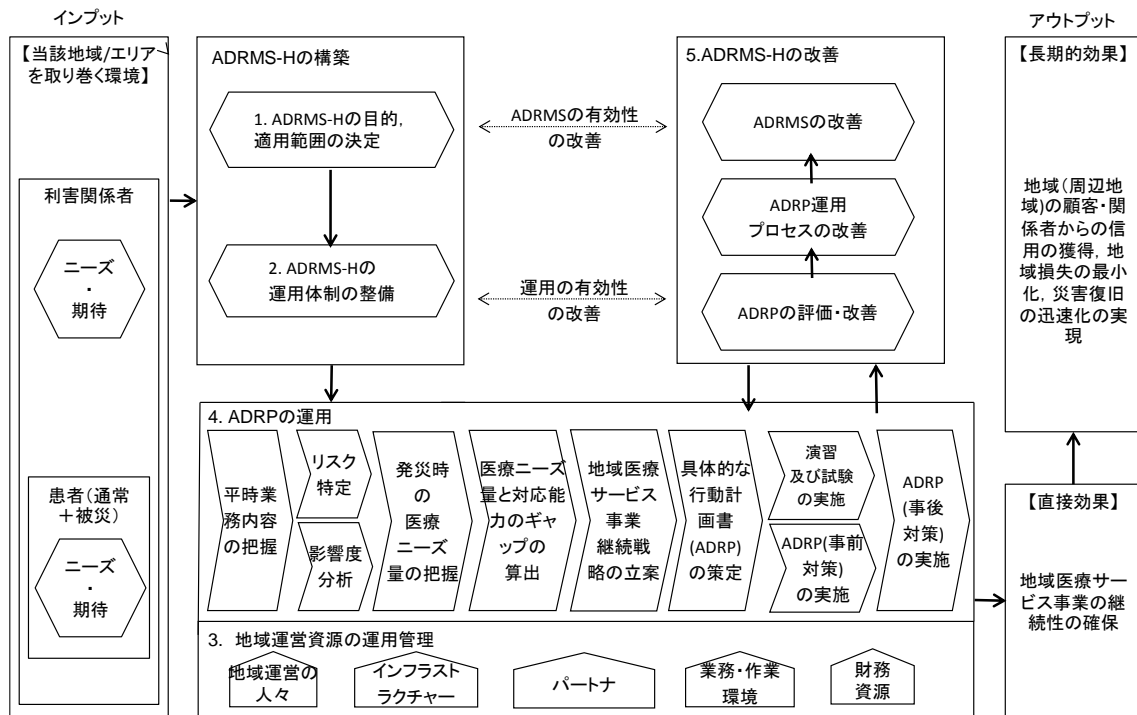 インプット
【当該地域/エリア
を取り巻く環境】
利害関係者
ニーズ
・
期待
患者(通常
+被災)
ニーズ
・
期待
ADRMS-Hの構築
1. ADRMS-Hの目的,
適用範囲の決定
2. ADRMS-Hの
運用体制の整備
ADRMSの有効性
の改善
運用の有効性
の改善
5.ADRMS-Hの改善
ADRMSの改善
ADRP運用
プロセスの改善
ADRPの評価・改善
4. ADRPの運用
平時業
務内容
の把握
リスク
特定
影響度
分析
発災時
の
医療
ニーズ
量の把握
医療ニーズ
量と対応能
力のギャ
ップの
算出
地域医療
サービス
事業
継続戦
略の立案
具体的な
行動計
画書
(ADRP)
の策定
演習
及び試験
の実施
ADRP(事前
対策)
の実施
ADRP
(事後
対策)
の実施
3. 地域運営資源の運用管理
地域運営の
人々
インフラスト
ラクチャー
パートナ
業務・作業
環境
財務
資源
アウトプット
【長期的効果】
地域(周辺地
域)の顧客・関
係者からの信
用の獲得, 地
域損失の最小
化, 災害復旧
の迅速化の実
現
【直接効果】
地域医療サー
ビス事業の継
続性の確保